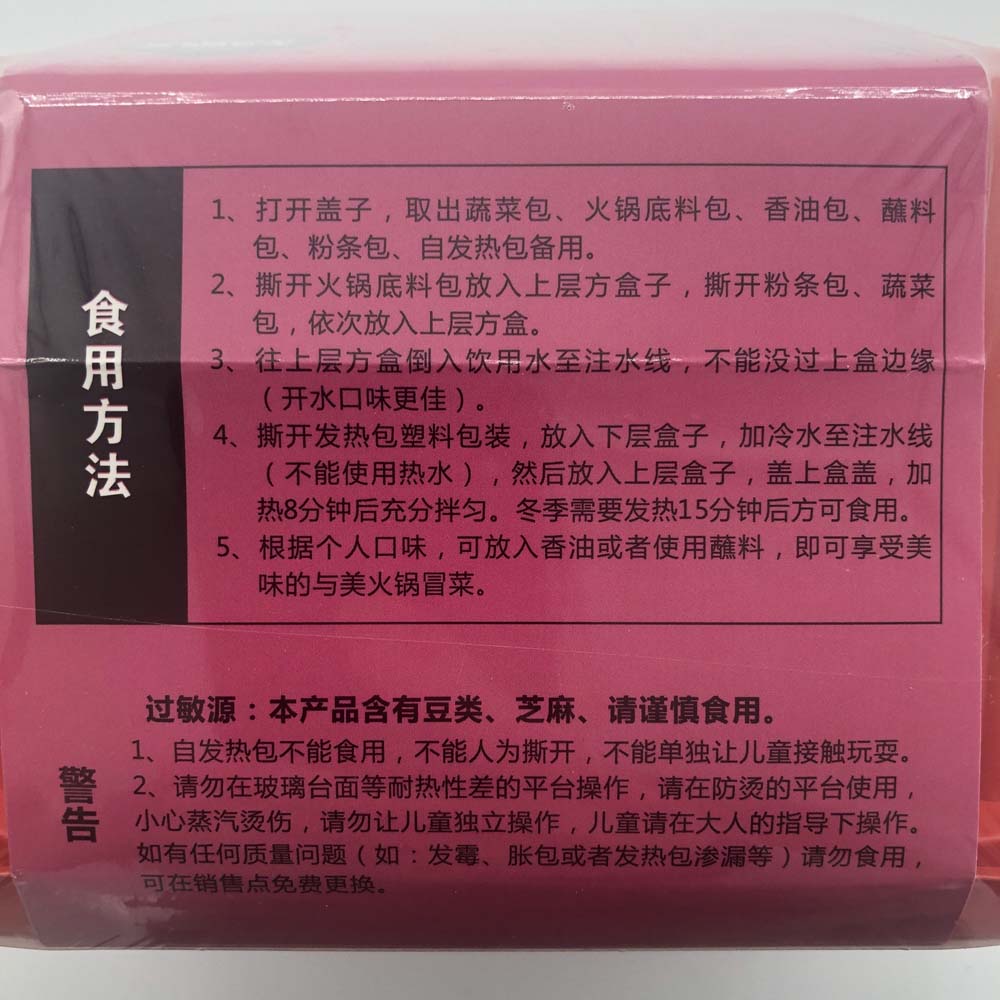 食用方法
1、打开盖子，取出蔬菜包、火锅底料包、香油包、蘸料
包、粉条包、自发热包备用。
2、撕开火锅底料包放入上层方盒子，撕开粉条包、蔬菜
包，依次放入上层方盒。
3、往上层方盒倒入饮用水至注水线，不能没过上盒边缘
（开水口味更佳）。
4、撕开发热包塑料包装，放入下层盒子，加冷水至注水线
（不能使用热水），然后放入上层盒子，盖上盒盖，加
热8分钟后充分拌匀。冬季需要发热15分钟后方可食用。
5、根据个人口味，可放入香油或者使用蘸料，即可享受美
味的与美火锅冒菜。
过敏源：本产品含有豆类、芝麻、请谨慎食用。
警告
1、自发热包不能食用，不能人为撕开，不能单独让儿童接触玩耍。
2、请勿在玻璃台面等耐热性差的平台操作，请在防烫的平台使用，
小心蒸汽烫伤，请勿让儿童独立操作，儿童请在大人的指导下操作。
如有任何质量问题（如：发霉、胀包或者发热包渗漏等）请勿食用，
可在销售点免费更换。